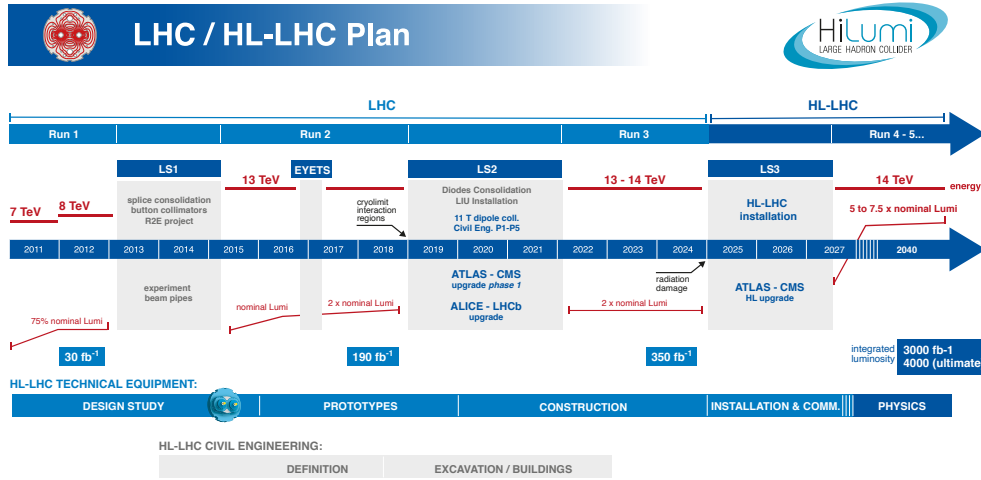 LHC / HL-LHC Plan
HiLumi
LARGE HADRON COLLIDER
LHC
HL-LHC
Run 1
Run 2
Run 3
Run 4 - 5...
LS1
EYETS
LS2
LS3
7 TeV
8 TeV
splice consolidation
button collimators
R2E project
13 TeV
cryolimit
interaction
regions
Diodes Consolidation
LIU Installation
11 T dipole coll.
Civil Eng. P1-P5
13 - 14 TeV
HL-LHC
installation
14 TeV
energy
5 to 7.5 x nominal Lumi
2011 2012 2013 2014 2015 2016 2017 2018 2019 2020 2021 2022 2023 2024 2025 2026 2027 2040
experiment
beam pipes
ATLAS - CMS
upgrade phase 1
ALICE - LHCb
upgrade
radiation
damage
ATLAS - CMS
HL upgrade
75% nominal Lumi
nominal Lumi
2 x nominal Lumi
2 x nominal Lumi
30 fb-1
190 fb-1
350 fb-1
integrated
luminosity
3000 fb-1
4000 (ultimate
HL-LHC TECHNICAL EQUIPMENT:
DESIGN STUDY
PROTOTYPES
CONSTRUCTION
INSTALLATION & COMM.
PHYSICS
HL-LHC CIVIL ENGINEERING:
DEFINITION
EXCAVATION / BUILDINGS